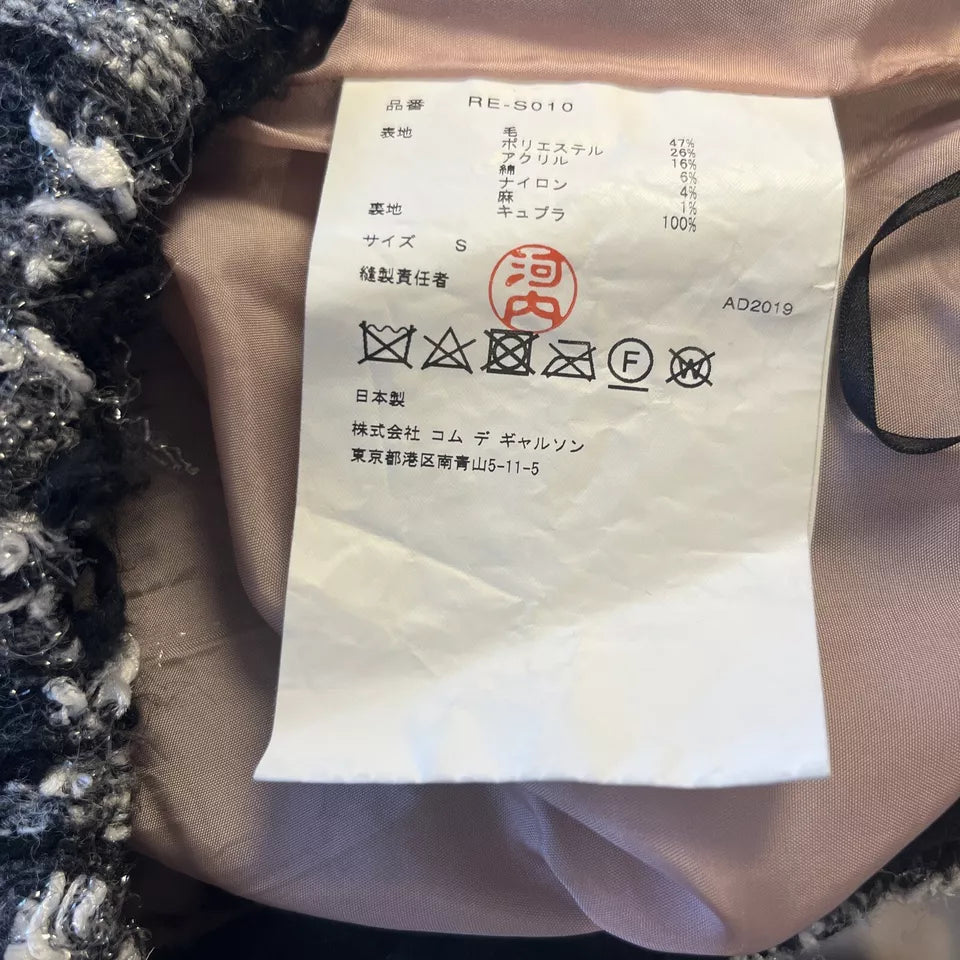 品番 RE-S010
表地 毛 47%
ポリエステル 26%
アクリル 16%
綿 6%
ナイロン 4%
麻 1%
裏地 キュプラ 100%
サイズ S
縫製責任者 河内
AD2019
F W
日本製
株式会社 コム デ ギャルソン
東京都港区南青山5-11-5